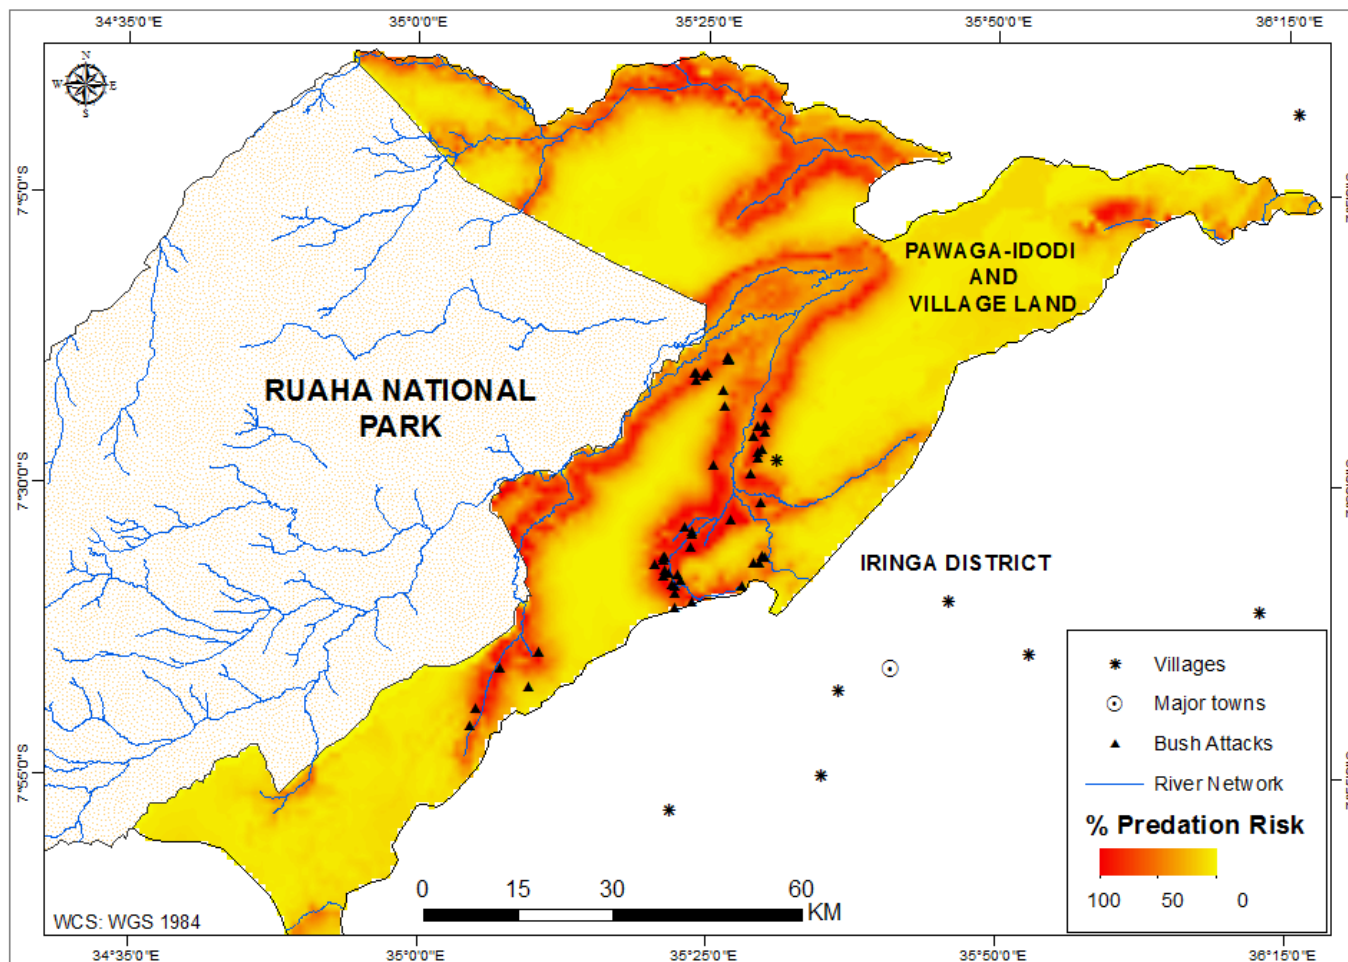 34°35'0"E 35°0'0"E 35°25'0"E 35°50'0"E 36°15'0"E
N
W E
S
7°5'0"S
PAWAGA-IDODI
AND
VILLAGE LAND
RUAHA NATIONAL
PARK
7°30'0"S
IRINGA DISTRICT
Villages
Major towns
Bush Attacks
River Network
% Predation Risk
100 50 0
7°55'0"S
0 15 30 60
KM
WCS: WGS 1984
34°35'0"E 35°0'0"E 35°25'0"E 35°50'0"E 36°15'0"E